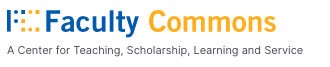 Faculty Commons
A Center for Teaching, Scholarship, Learning and Service